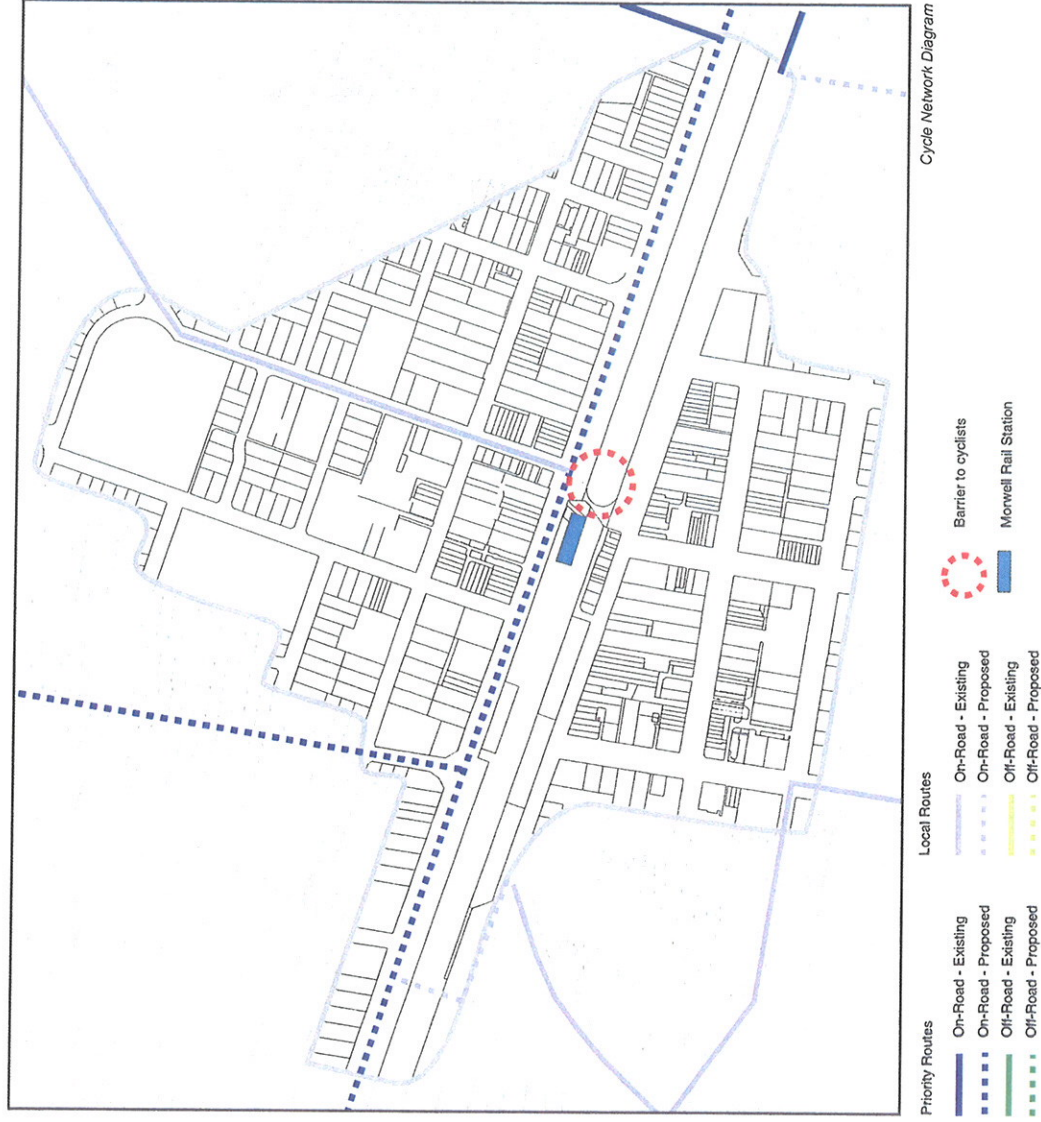 Cycle Network Diagram
Priority Routes
On-Road - Existing
On-Road - Proposed
Off-Road - Existing
Off-Road - Proposed
Local Routes
On-Road - Existing
On-Road - Proposed
Off-Road - Existing
Off-Road - Proposed
Barrier to cyclists
Morwell Rail Station